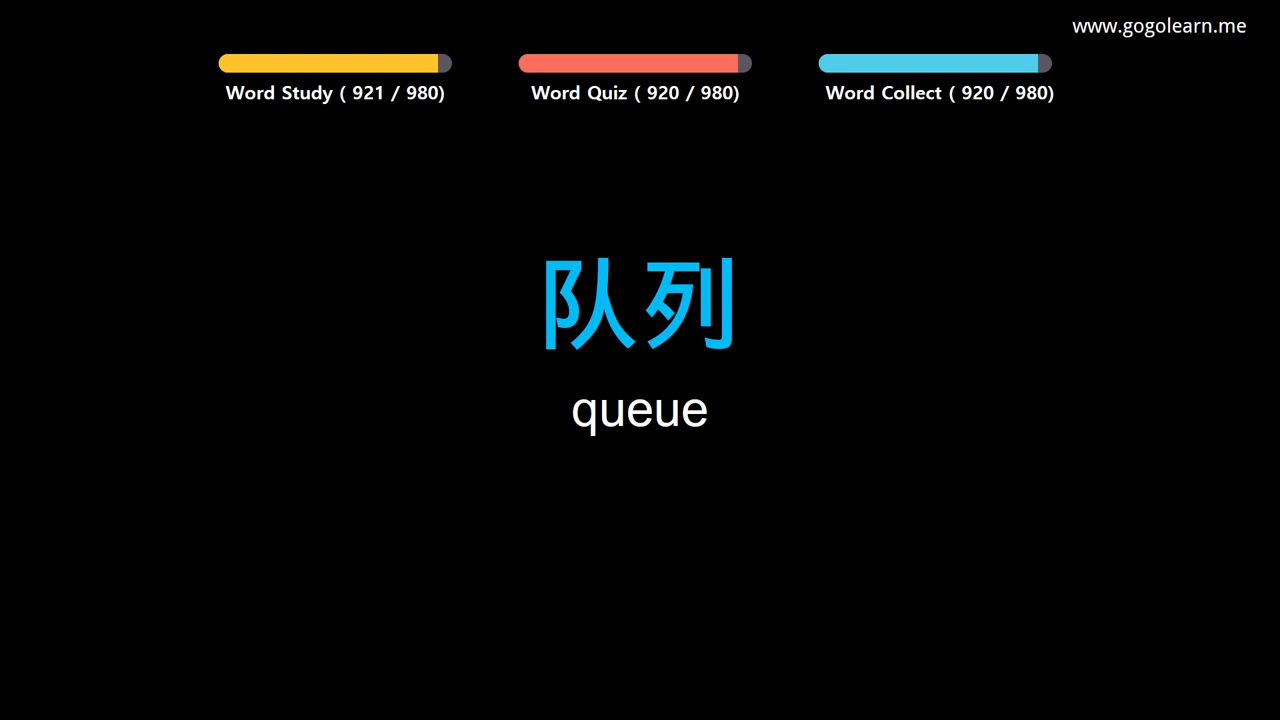 www.gogolearn.me
Word Study ( 921 / 980)
Word Quiz ( 920 / 980)
Word Collect ( 920 / 980)
队列
queue